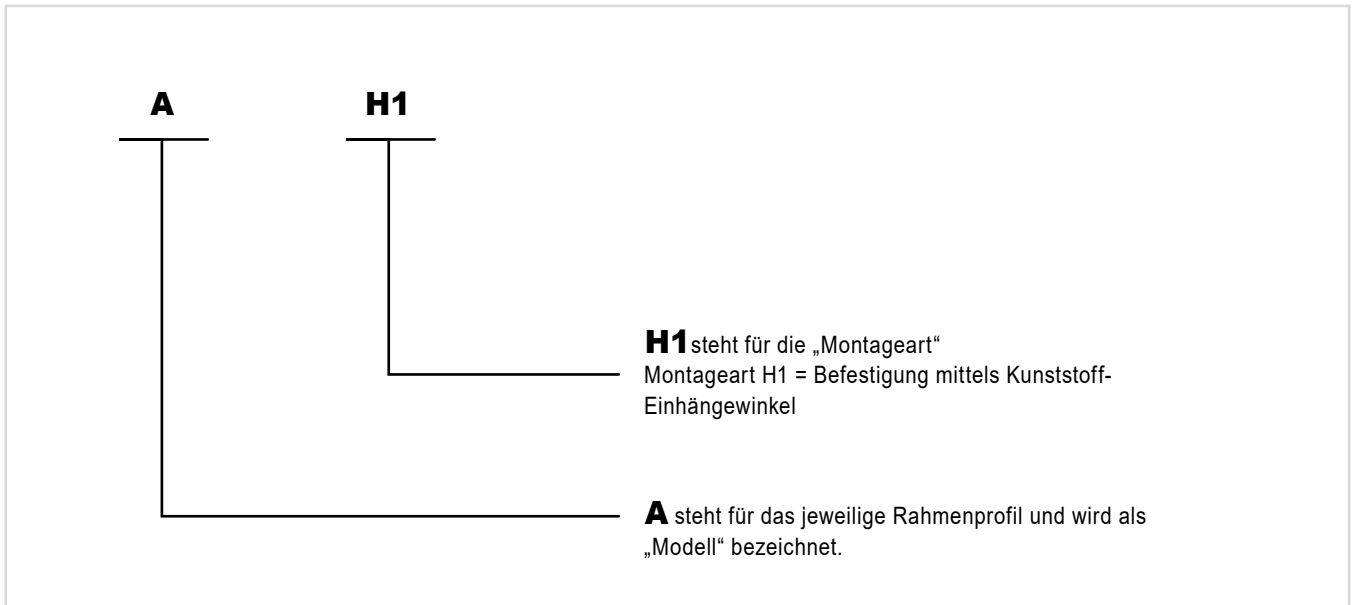 A H1
H1 steht für die „Montageart“
Montageart H1 = Befestigung mittels Kunststoff-
Einhängewinkel
A steht für das jeweilige Rahmenprofil und wird als
„Modell“ bezeichnet.